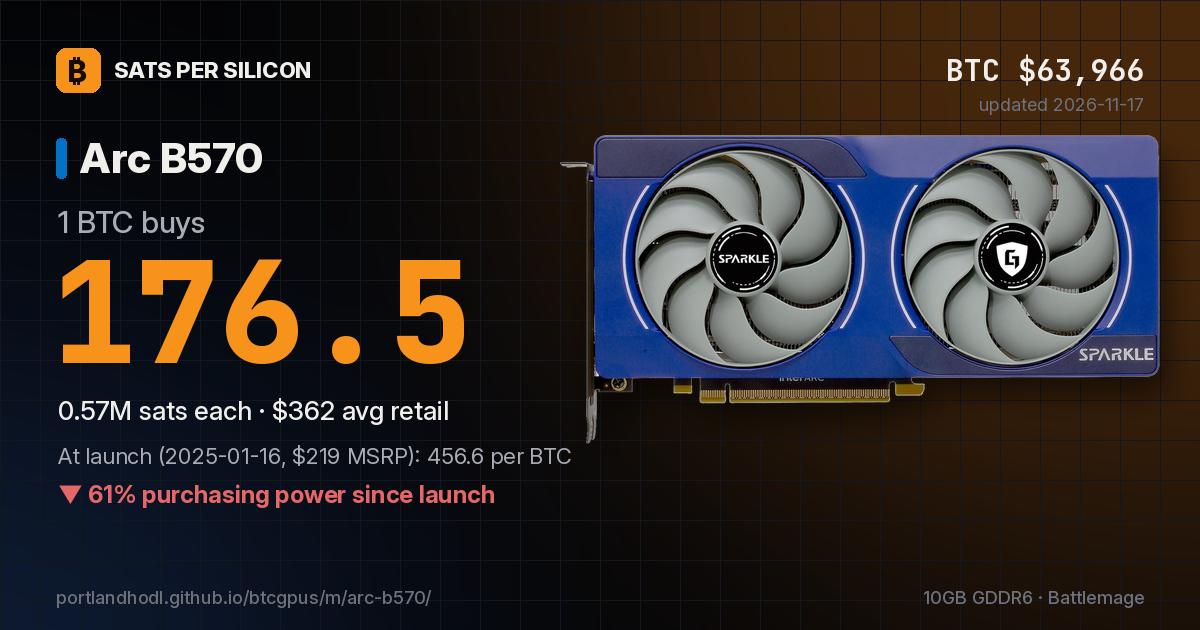 SATS PER SILICON
BTC $63,966
updated 2026-11-17
Arc B570
1 BTC buys
176.5
0.57M sats each · $362 avg retail
At launch (2025-01-16, $219 MSRP): 456.6 per BTC
▼ 61% purchasing power since launch
SPARKLE
SPARKLE
intel ARC
portlandhodl.github.io/btcgpus/m/arc-b570/
10GB GDDR6 · Battlemage